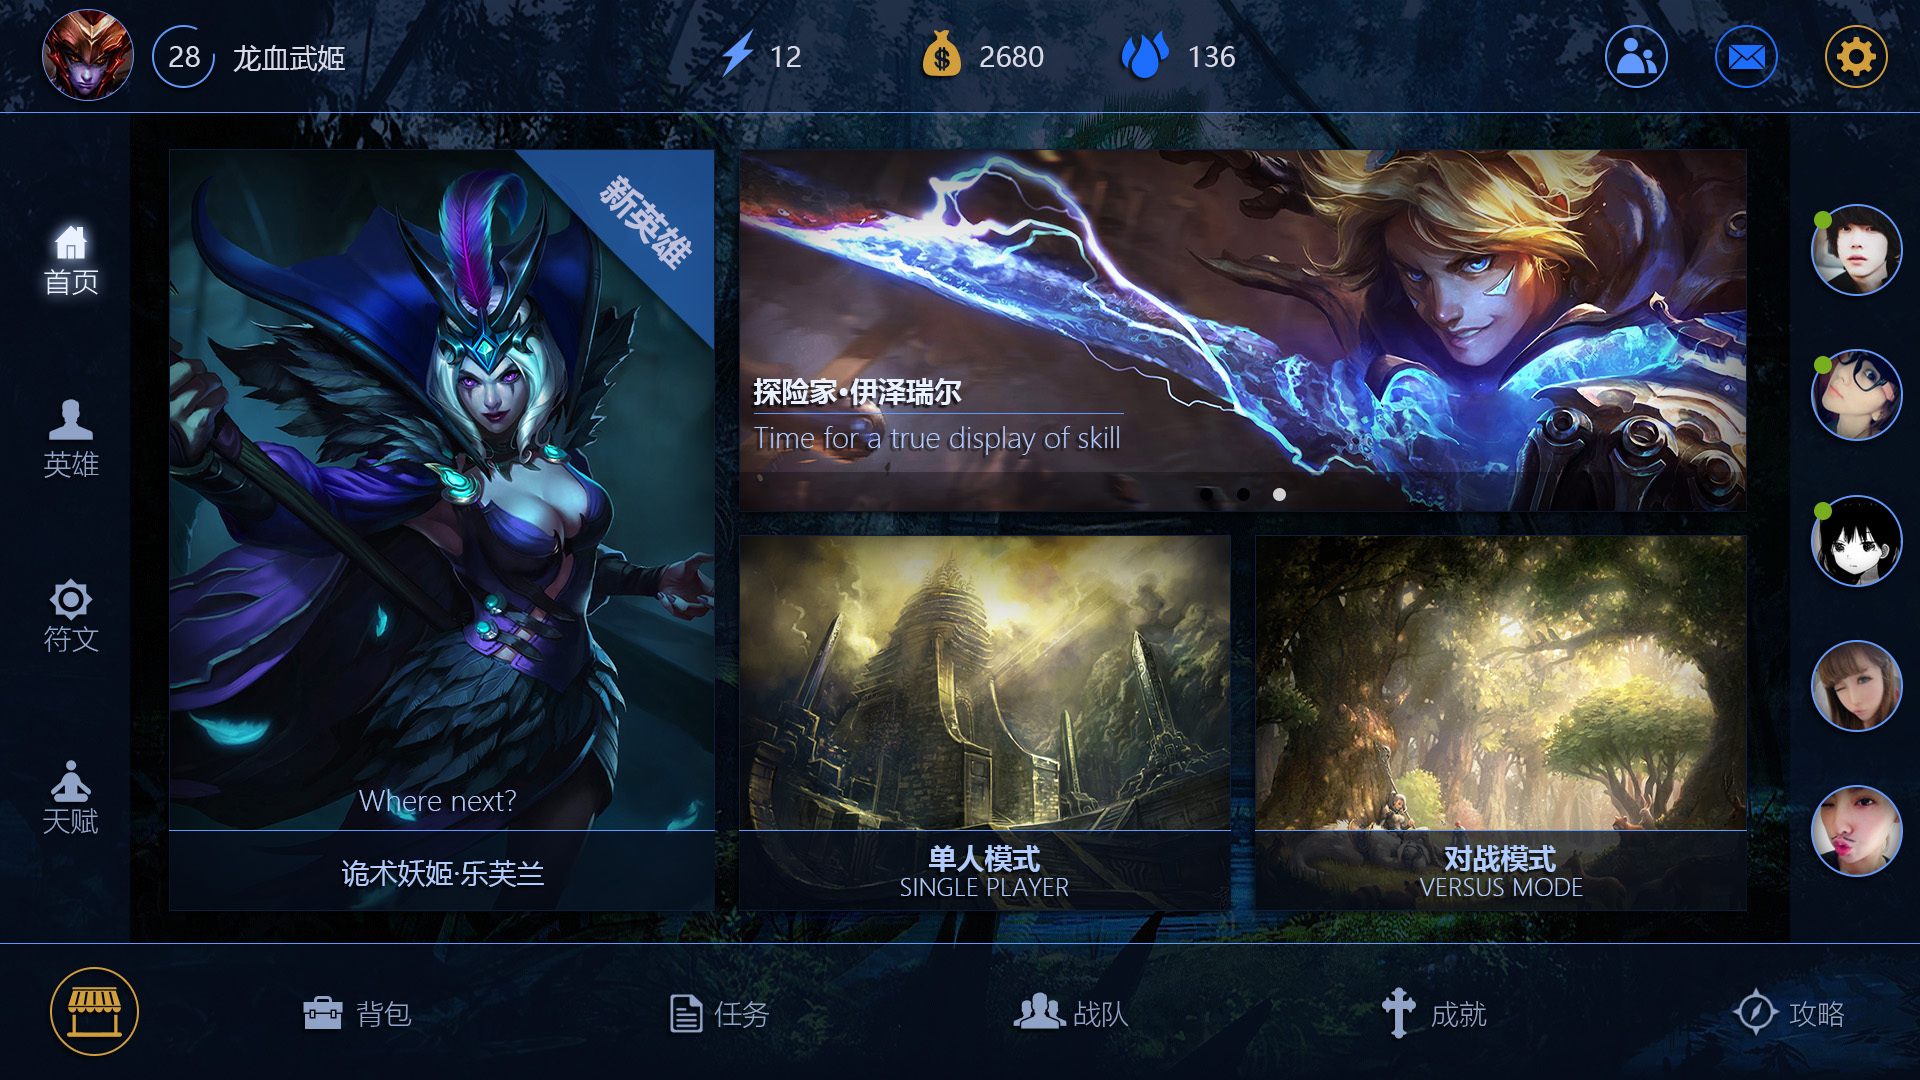 28
龙血武姬
12
2680
136
首页
英雄
符文
天赋
新英雄
Where next?
诡术妖姬·乐芙兰
探险家·伊泽瑞尔
Time for a true display of skill
单人模式
SINGLE PLAYER
对战模式
VERSUS MODE
背包
任务
战队
成就
攻略